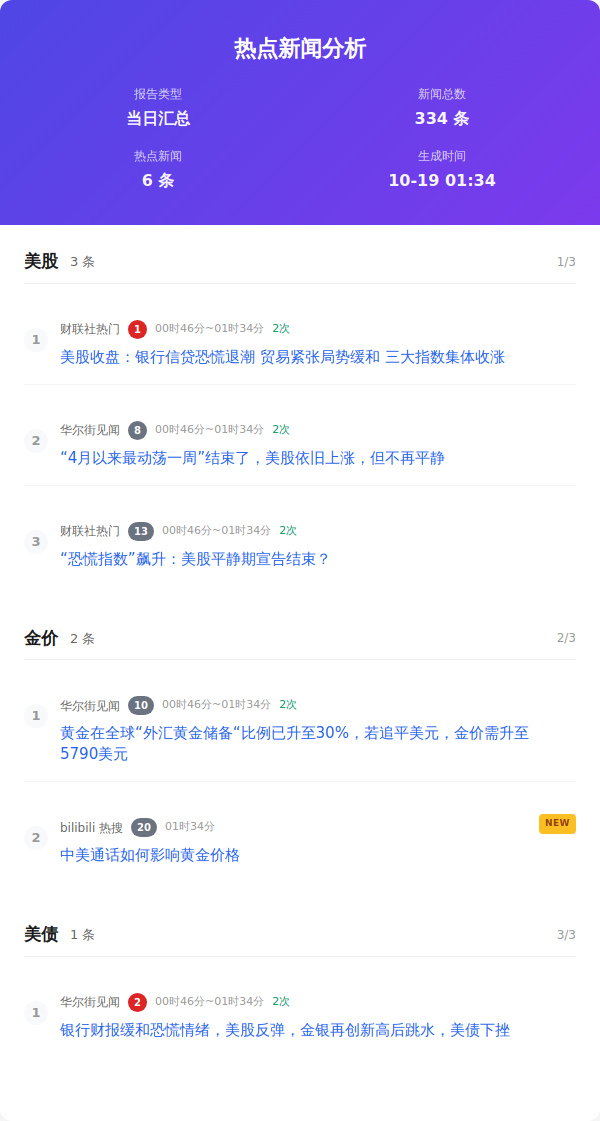 热点新闻分析
报告类型 新闻总数
当日汇总 334 条
热点新闻 生成时间
6 条 10-19 01:34
美股 3 条 1/3
财联社热门 1 00时46分~01时34分 2次
1
美股收盘：银行信贷恐慌退潮 贸易紧张局势缓和 三大指数集体收涨
华尔街见闻 8 00时46分~01时34分 2次
2
“4月以来最动荡一周”结束了，美股依旧上涨，但不再平静
财联社热门 13 00时46分~01时34分 2次
3
“恐慌指数”飙升：美股平静期宣告结束？
金价 2 条 2/3
华尔街见闻 10 00时46分~01时34分 2次
1
黄金在全球“外汇黄金储备“比例已升至30%，若追平美元，金价需升至
5790美元
bilibili 热搜 20 01时34分 NEW
2
中美通话如何影响黄金价格
美债 1 条 3/3
华尔街见闻 2 00时46分~01时34分 2次
1
银行财报缓和恐慌情绪，美股反弹，金银再创新高后跳水，美债下挫